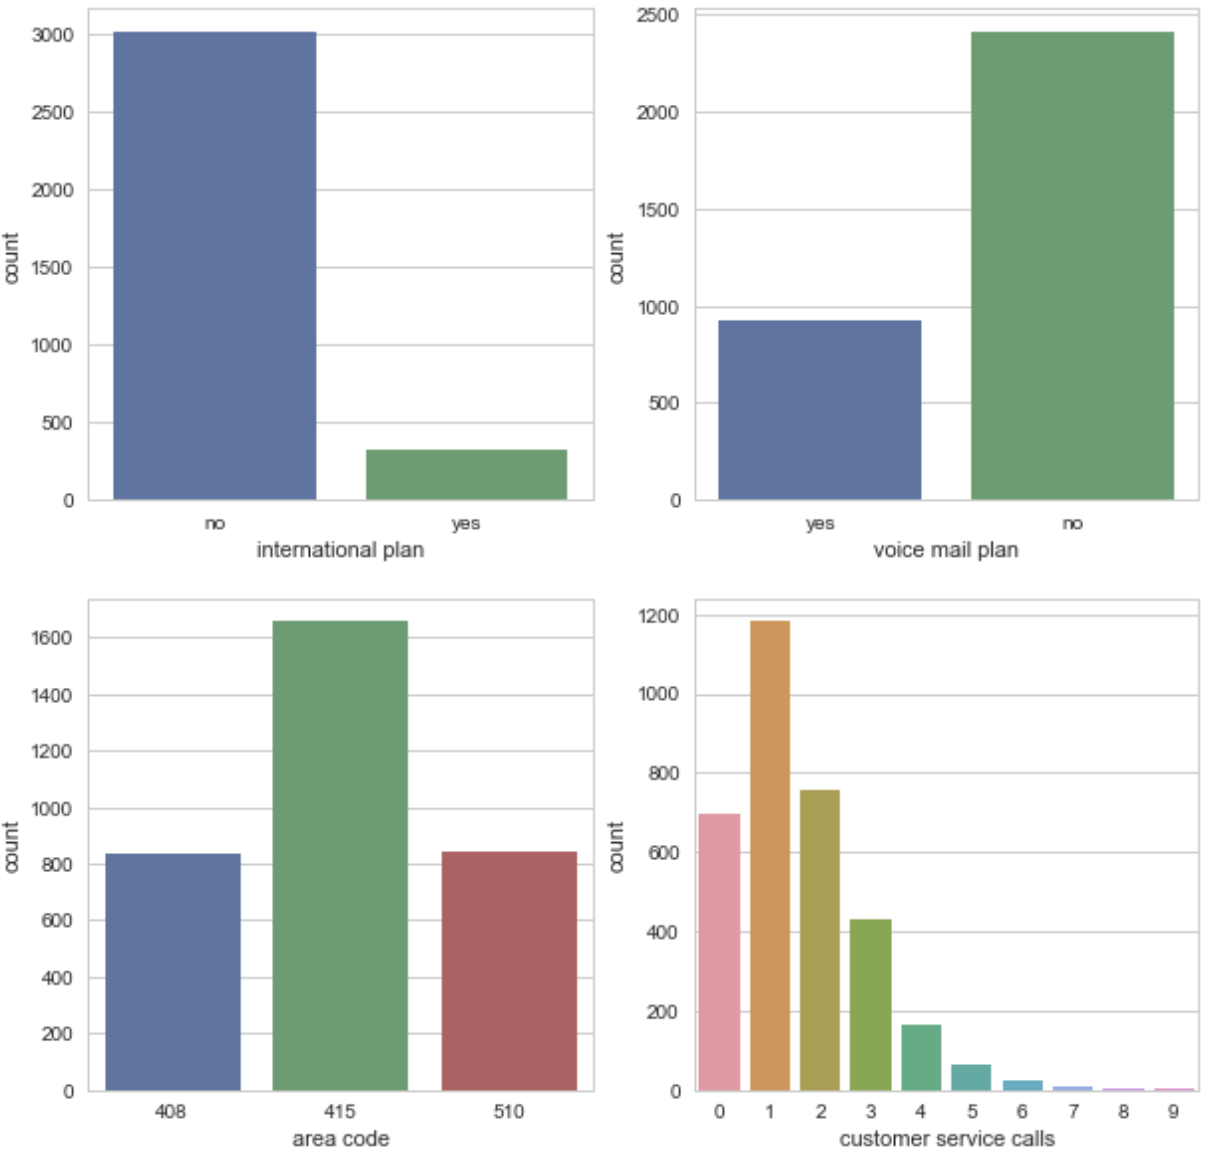 3000
2500
2000
1500
1000
500
0
count
no yes
international plan
2500
2000
1500
1000
500
0
count
yes no
voice mail plan
1600
1400
1200
1000
800
600
400
200
0
count
408 415 510
area code
1200
1000
800
600
400
200
0
count
0 1 2 3 4 5 6 7 8 9
customer service calls